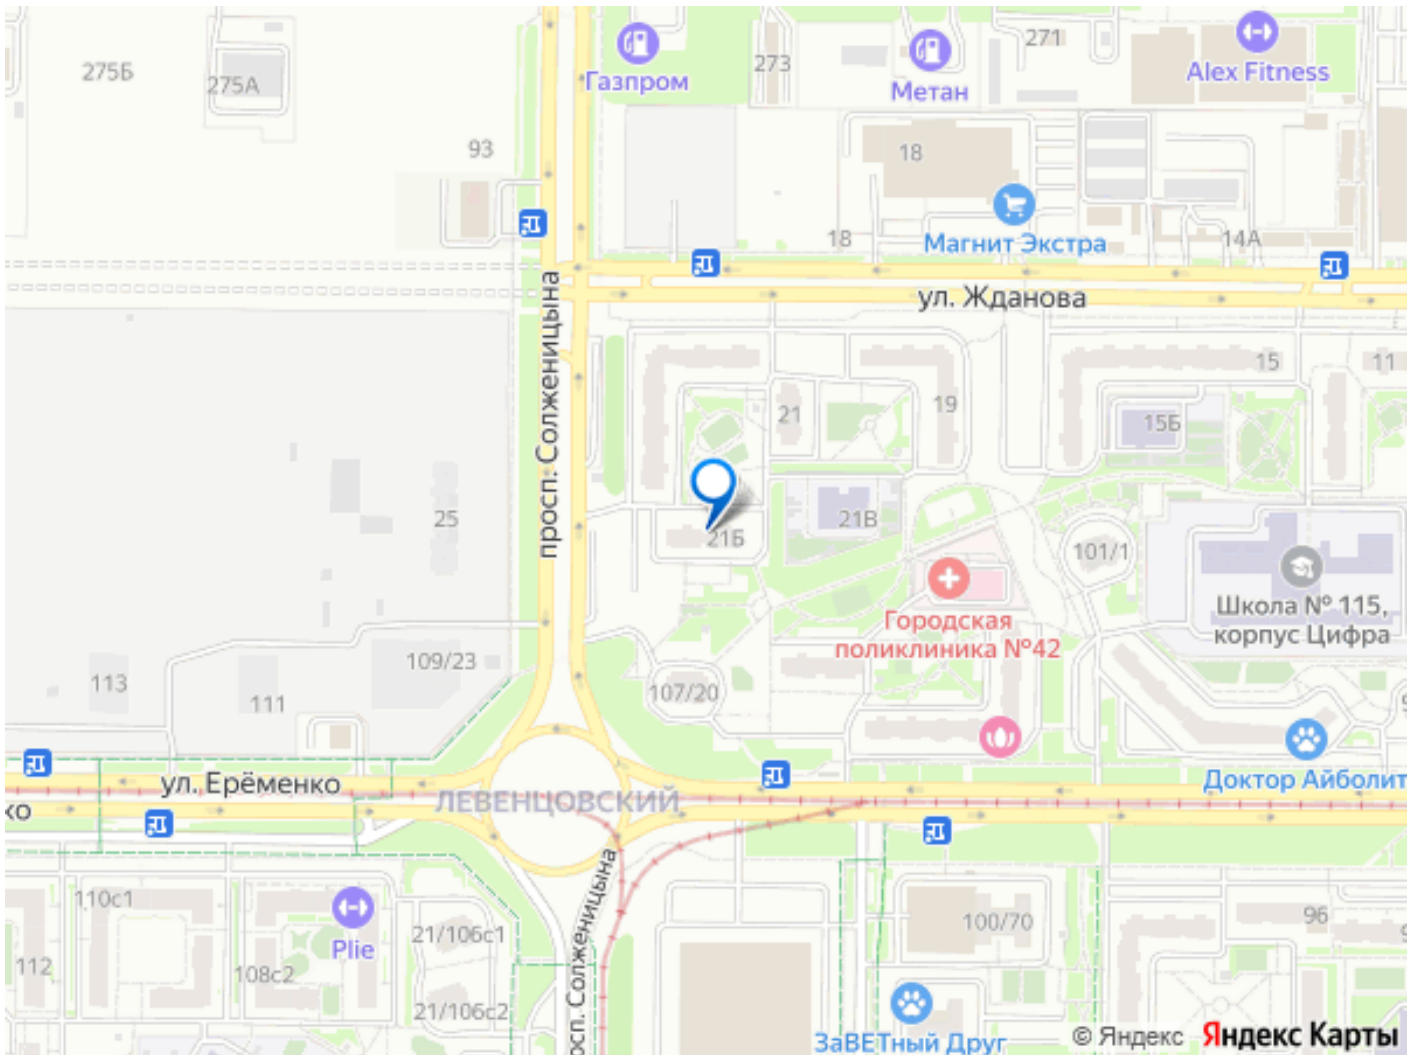 275Б
275А
Газпром
273
Метан
271
Alex Fitness
93
18
Магнит Экстра
18
14А
ул. Жданова
просп. Солженицына
15
11
19
21
15Б
25
21Б
21В
101/1
Городская
поликлиника №42
Школа № 115,
корпус Цифра
109/23
113
111
107/20
Доктор Айболит
ул. Ерёменко
ко
ЛЕВЕНЦОВСКИЙ
просп. Солженицына
110с1
Plie
21/106с1
112
108с2
21/106с2
100/70
96
ЗаВЕТный Друг
© Яндекс Яндекс Карты